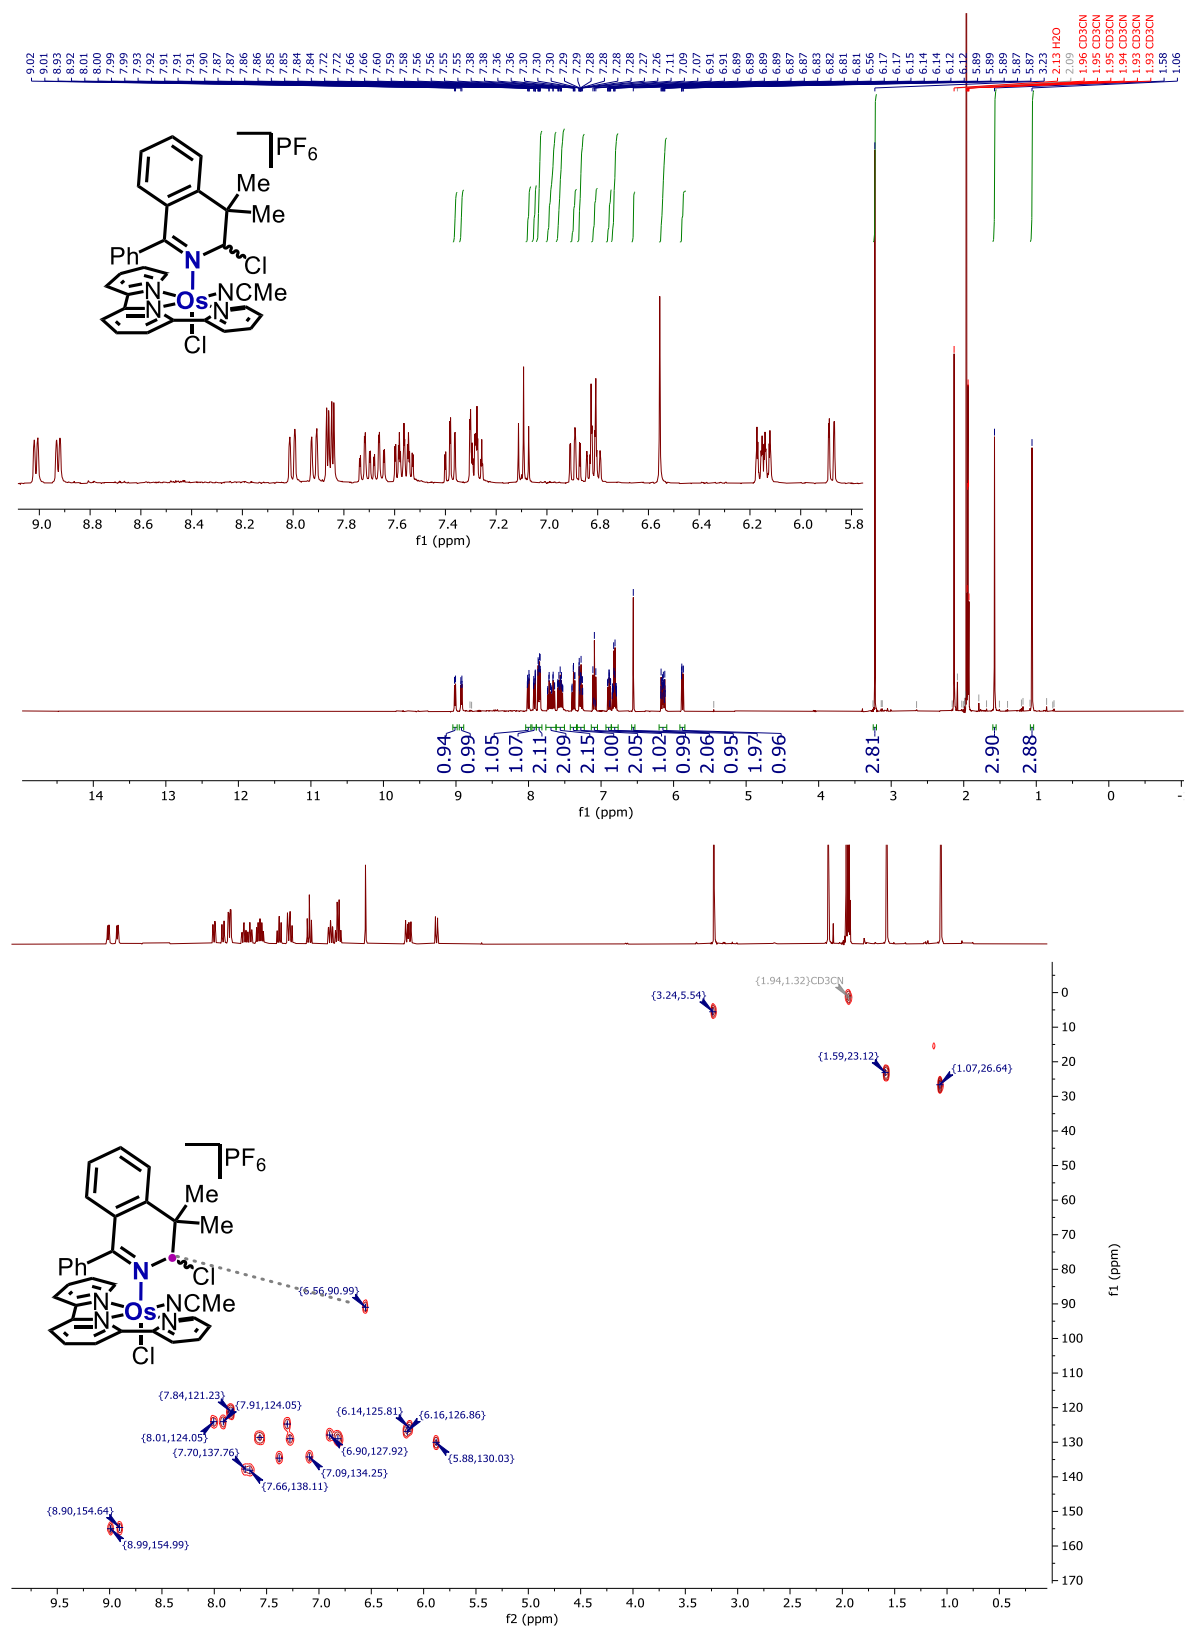 9.02 9.01 8.93 8.92 8.01 8.00 7.99 7.99 7.93 7.92 7.91 7.91 7.90 7.87 7.87 7.86 7.86 7.85 7.85 7.84 7.84 7.72 7.72 7.66 7.66 7.60 7.59 7.58 7.56 7.56 7.55 7.55 7.38 7.38 7.36 7.36 7.30 7.30 7.30 7.29 7.29 7.28 7.28 7.28 7.28 7.27 7.26 7.11 7.09 7.07 6.91 6.91 6.89 6.89 6.89 6.89 6.87 6.87 6.83 6.82 6.81 6.81 6.56 6.17 6.17 6.15 6.14 6.14 6.12 6.12 5.89 5.89 5.89 5.87 5.87 3.23 2.13 H2O 2.09 1.96 CD3CN 1.95 CD3CN 1.95 CD3CN 1.94 CD3CN 1.93 CD3CN 1.93 CD3CN 1.58 1.06
PF6
Me
Me
Ph
N
Cl
N N Os NCMe N
Cl
9.0 8.8 8.6 8.4 8.2 8.0 7.8 7.6 7.4 7.2 7.0 6.8 6.6 6.4 6.2 6.0 5.8
f1 (ppm)
0.94 0.99 1.05 1.07 2.11 2.09 2.15 1.00 2.05 1.02 0.99 2.06 0.95 1.97 0.96 2.81 2.90 2.88
14 13 12 11 10 9 8 7 6 5 4 3 2 1 0 -
f1 (ppm)
{1.94,1.32}CD3CN
{3.24,5.54}
{1.59,23.12}
{1.07,26.64}
PF6
Me
Me
Ph
N
Cl
N N Os NCMe N
Cl
{6.56,90.99}
{7.84,121.23}
{7.91,124.05}
{6.14,125.81}
{6.16,126.86}
{8.01,124.05}
{7.70,137.76}
{6.90,127.92}
{5.88,130.03}
{7.09,134.25}
{7.66,138.11}
{8.90,154.64}
{8.99,154.99}
0
10
20
30
40
50
60
70
80
90
100
110
120
130
140
150
160
170
f1 (ppm)
9.5 9.0 8.5 8.0 7.5 7.0 6.5 6.0 5.5 5.0 4.5 4.0 3.5 3.0 2.5 2.0 1.5 1.0 0.5 0.0
f2 (ppm)